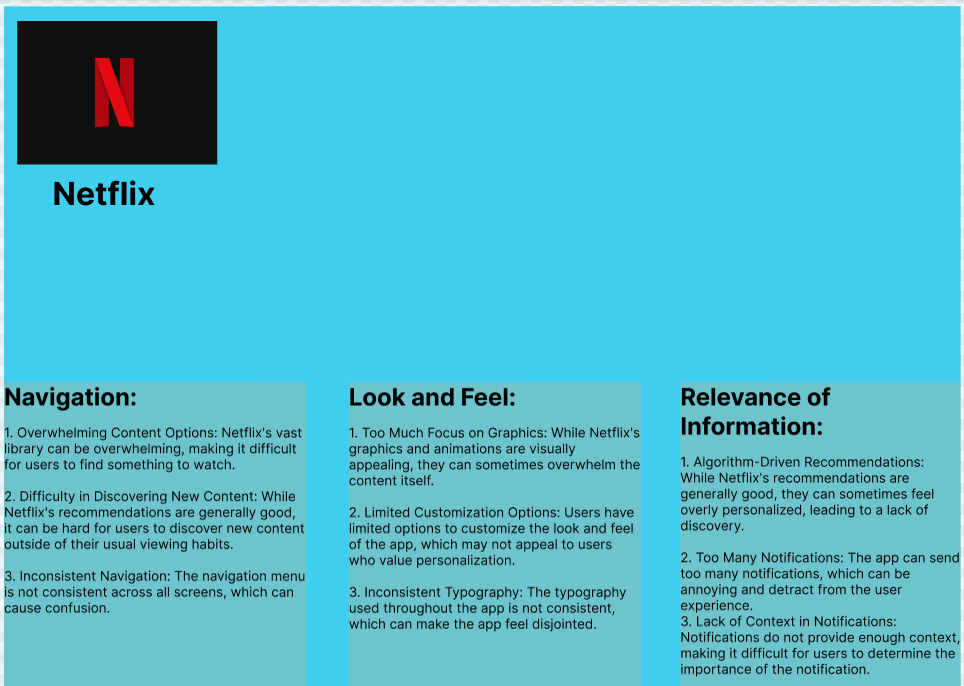 N
Netflix
Navigation:
1. Overwhelming Content Options: Netflix's vast
library can be overwhelming, making it difficult
for users to find something to watch.
2. Difficulty in Discovering New Content: While
Netflix's recommendations are generally good,
it can be hard for users to discover new content
outside of their usual viewing habits.
3. Inconsistent Navigation: The navigation menu
is not consistent across all screens, which can
cause confusion.
Look and Feel:
1. Too Much Focus on Graphics: While Netflix's
graphics and animations are visually
appealing, they can sometimes overwhelm the
content itself.
2. Limited Customization Options: Users have
limited options to customize the look and feel
of the app, which may not appeal to users
who value personalization.
3. Inconsistent Typography: The typography
used throughout the app is not consistent,
which can make the app feel disjointed.
Relevance of
Information:
1. Algorithm-Driven Recommendations:
While Netflix's recommendations are
generally good, they can sometimes feel
overly personalized, leading to a lack of
discovery.
2. Too Many Notifications: The app can send
too many notifications, which can be
annoying and detract from the user
experience.
3. Lack of Context in Notifications:
Notifications do not provide enough context,
making it difficult for users to determine the
importance of the notification.